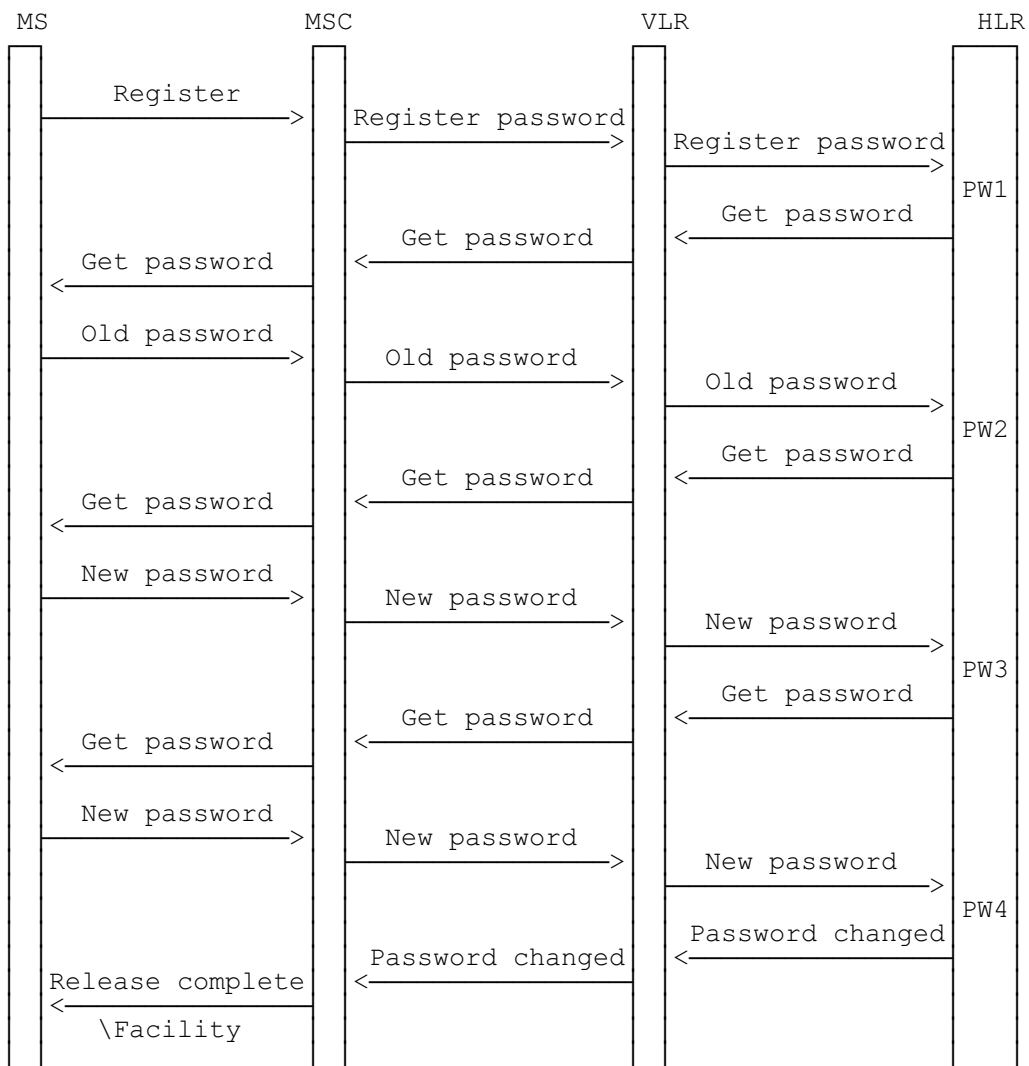 MS MSC VLR HLR
Register
Register password
Register password
PW1
Get password
Get password
Get password
Old password
Old password
Old password
PW2
Get password
Get password
Get password
New password
New password
New password
PW3
Get password
Get password
Get password
New password
New password
New password
PW4
Password changed
Password changed
Release complete
\Facility